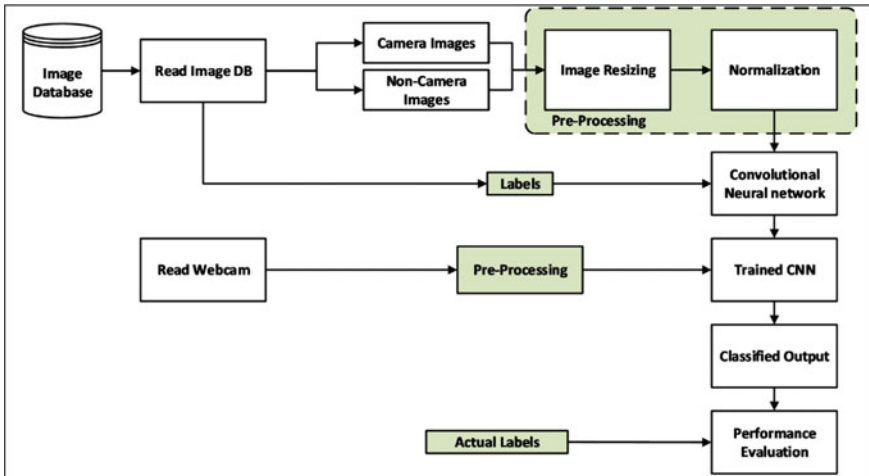 Image
Database
Read Image DB
Camera Images
Non-Camera
Images
Image Resizing
Normalization
Pre-Processing
Labels
Convolutional
Neural network
Read Webcam
Pre-Processing
Trained CNN
Classified Output
Actual Labels
Performance
Evaluation